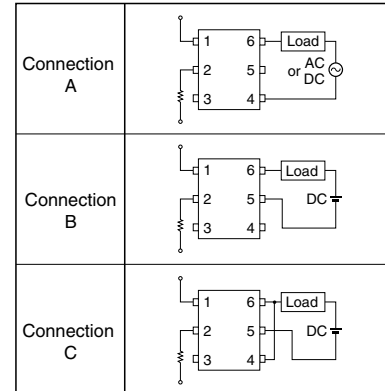 Connection
A
1 6 Load
2 5 or AC
DC
3 4
Connection
B
1 6 Load
2 5 DC
3 4
Connection
C
1 6 Load
2 5 DC
3 4